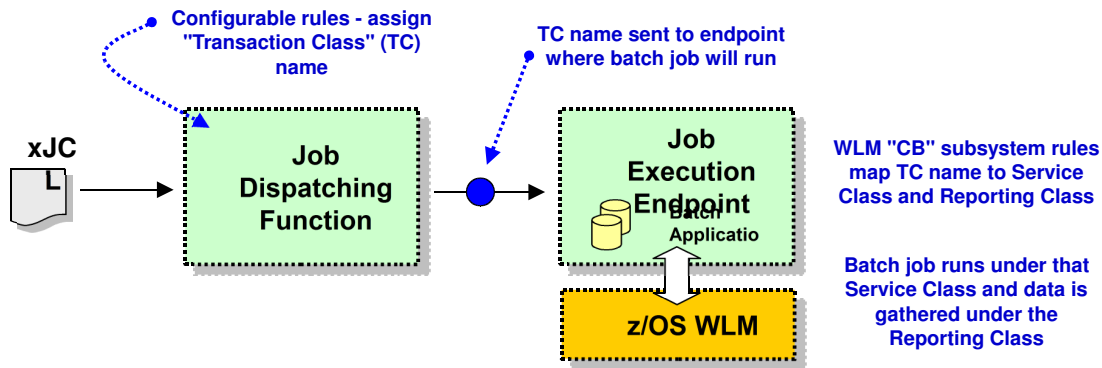 Configurable rules - assign
"Transaction Class" (TC)
name
TC name sent to endpoint
where batch job will run
xJC
L
Job
Dispatching
Function
Job
Execution
Endpoint
Batch
Applicatio
WLM "CB" subsystem rules
map TC name to Service
Class and Reporting Class
z/OS WLM
Batch job runs under that
Service Class and data is
gathered under the
Reporting Class